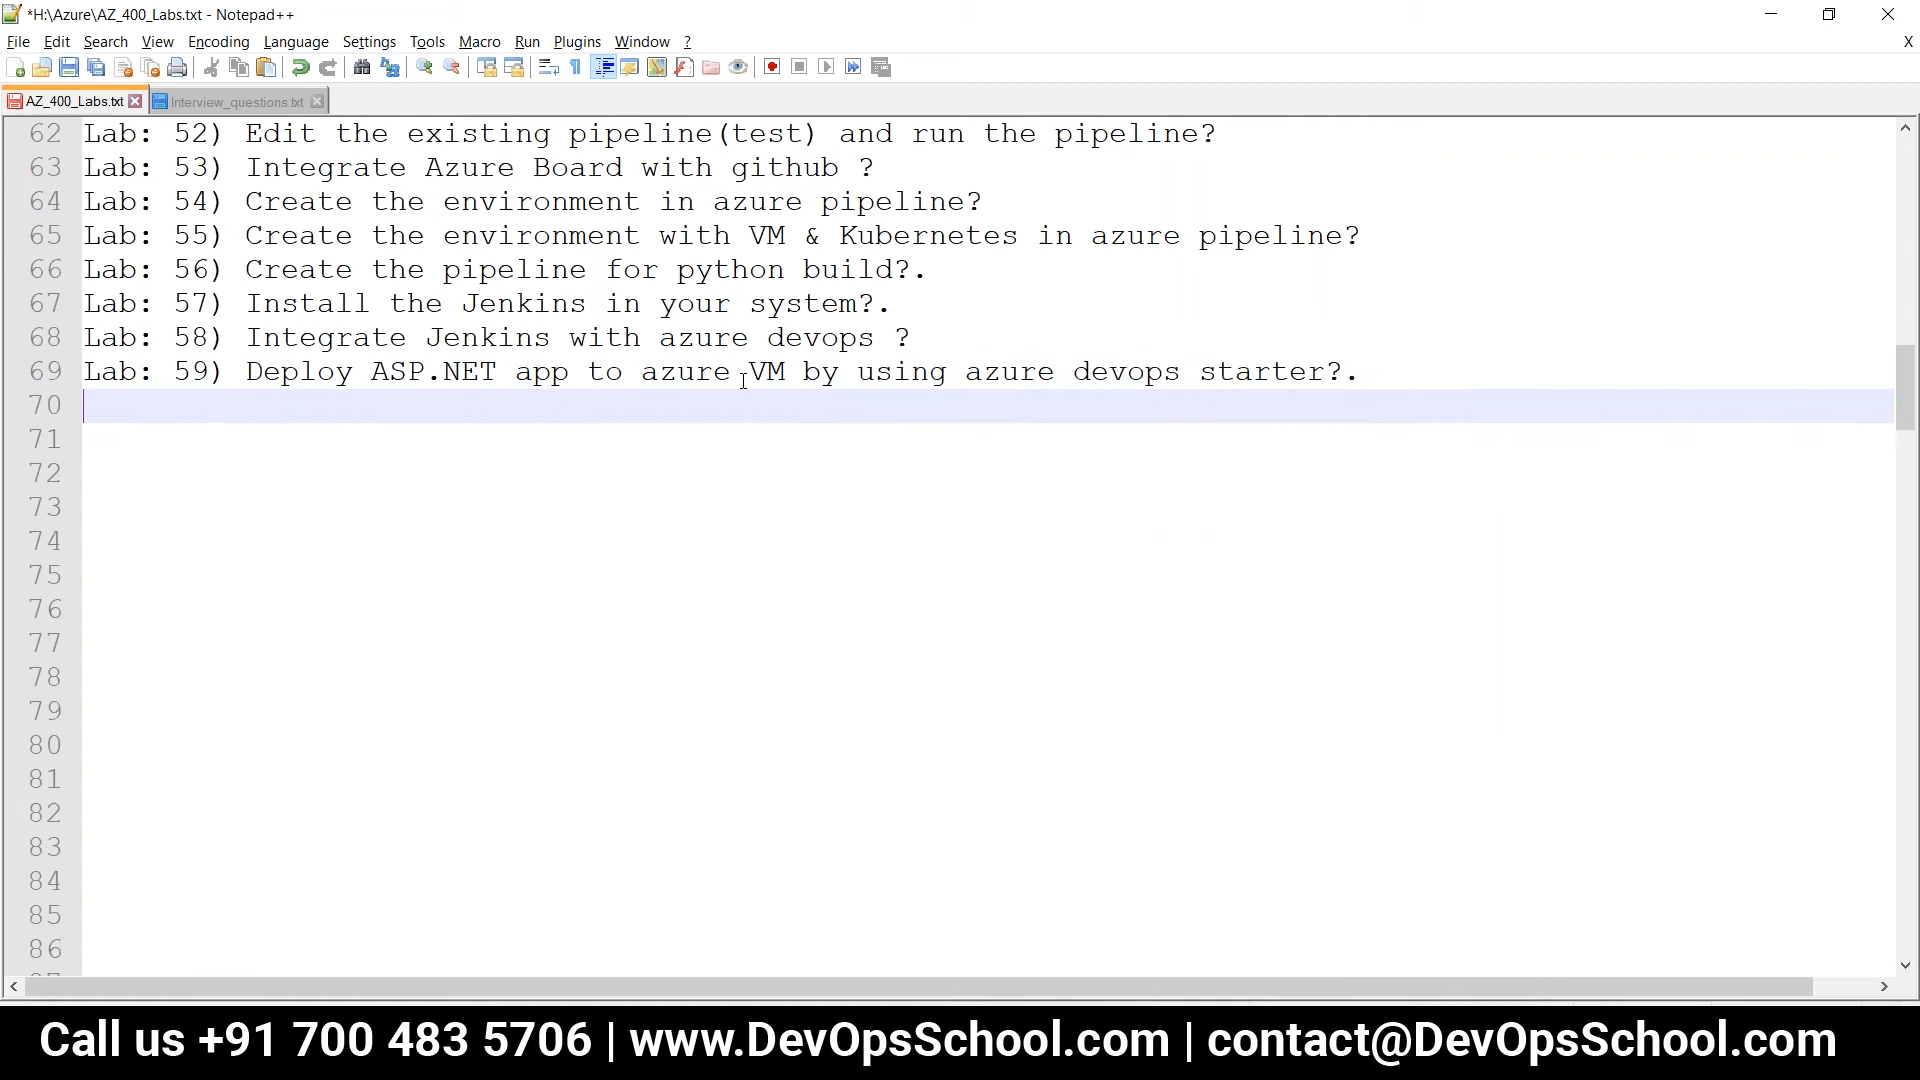 *H:\Azure\AZ_400_Labs.txt - Notepad++
File Edit Search View Encoding Language Settings Tools Macro Run Plugins Window ? X
AZ_400_Labs.txt Interview_questions.txt
62 Lab: 52) Edit the existing pipeline(test) and run the pipeline?
63 Lab: 53) Integrate Azure Board with github ?
64 Lab: 54) Create the environment in azure pipeline?
65 Lab: 55) Create the environment with VM & Kubernetes in azure pipeline?
66 Lab: 56) Create the pipeline for python build?.
67 Lab: 57) Install the Jenkins in your system?.
68 Lab: 58) Integrate Jenkins with azure devops ?
69 Lab: 59) Deploy ASP.NET app to azure VM by using azure devops starter?.
70
71
72
73
74
75
76
77
78
79
80
81
82
83
84
85
86
Call us +91 700 483 5706 | www.DevOpsSchool.com | contact@DevOpsSchool.com